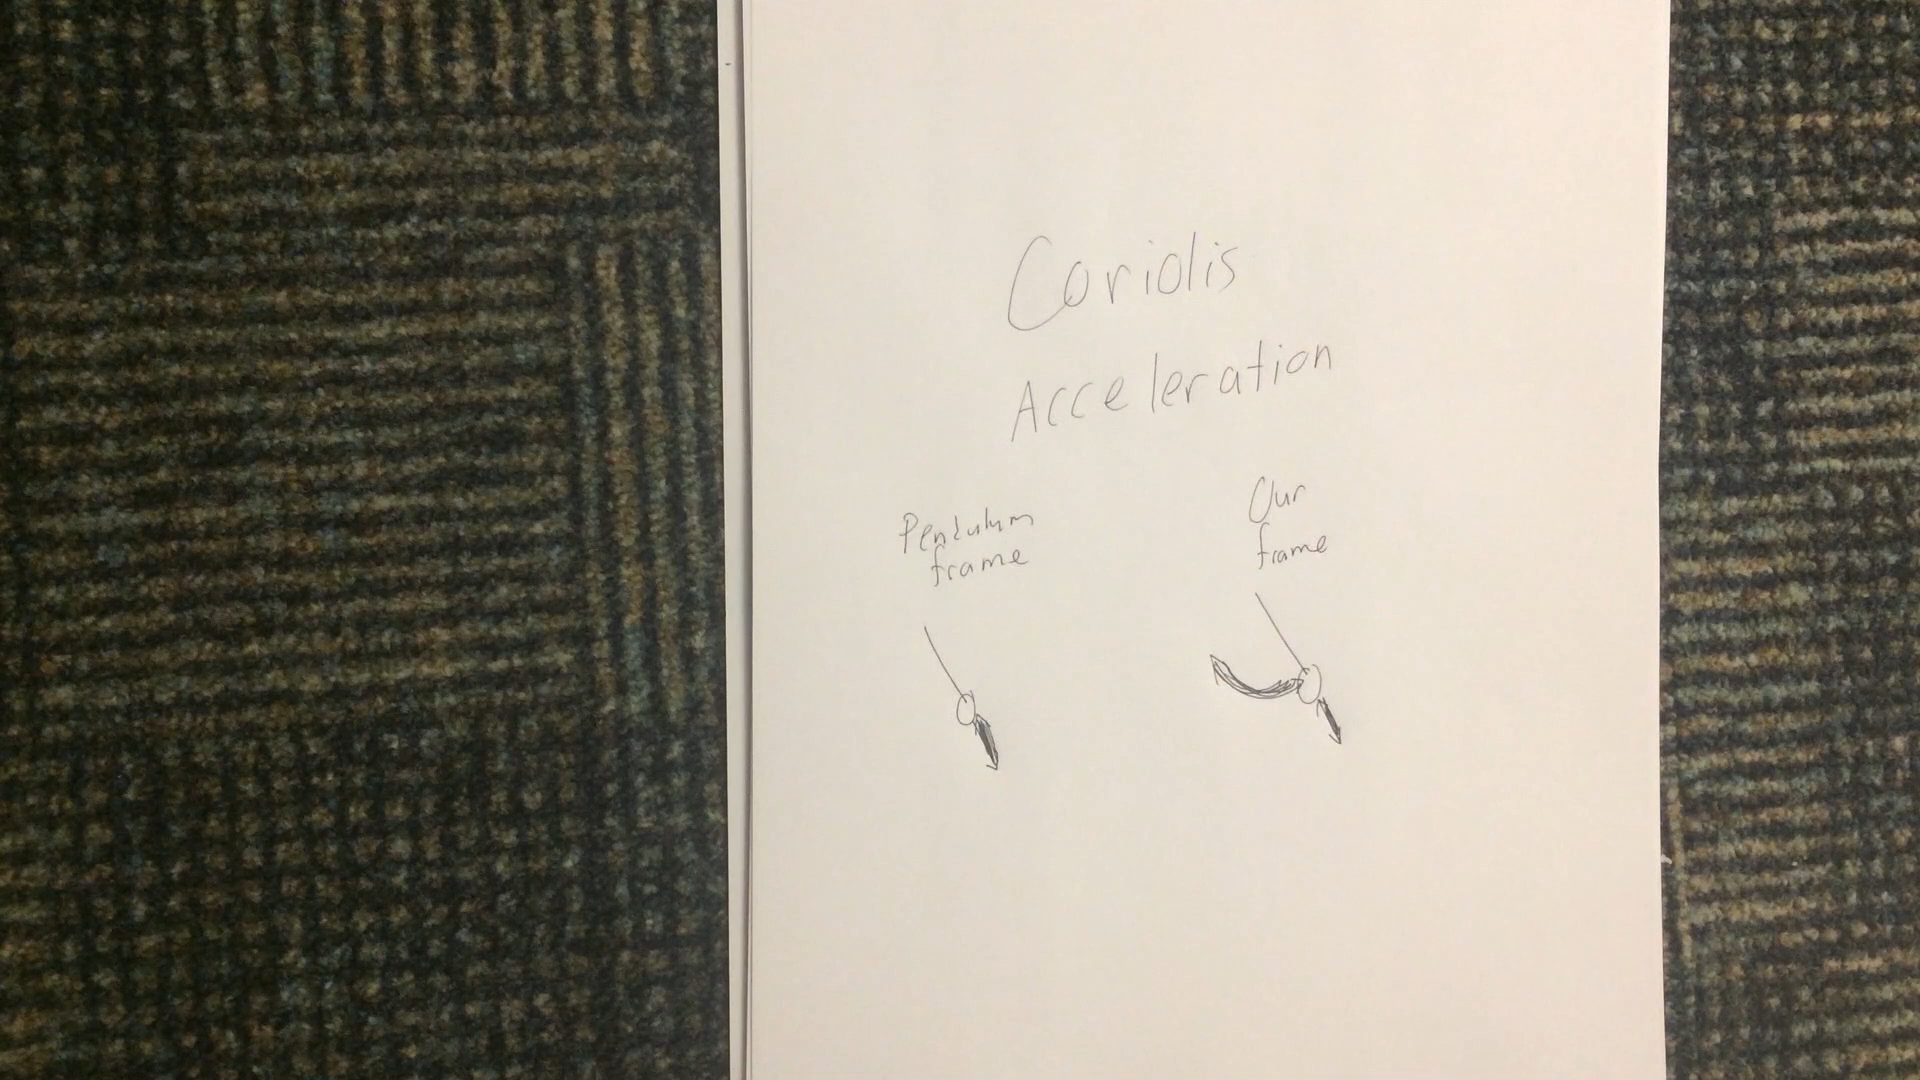 Coriolis
Acceleration
Pendulum
frame
Our
frame